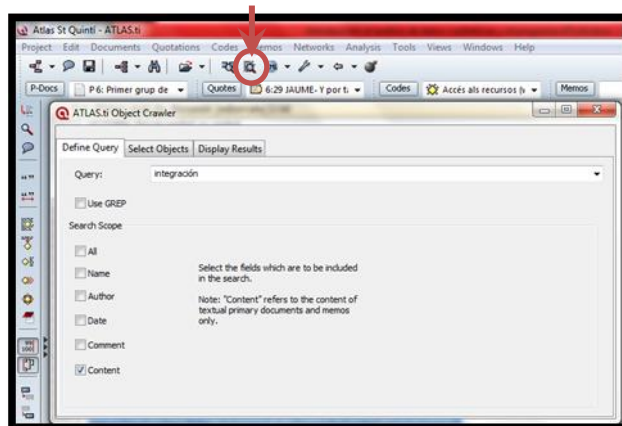 Atlas St Quintí - ATLAS.ti
Project Edit Documents Quotations Codes Memos Networks Analysis Tools Views Windows Help
P-Docs P 6: Primer grup de Quotes 6:29 JAUME- Y por t Codes Accés als recursos Memos
ATLAS.ti Object Crawler
Define Query Select Objects Display Results
Query: integración
Use GREP
Search Scope
All
Name
Select the fields which are to be included
in the search.
Author
Note: "Content" refers to the content of
textual primary documents and memos
only.
Date
Comment
Content